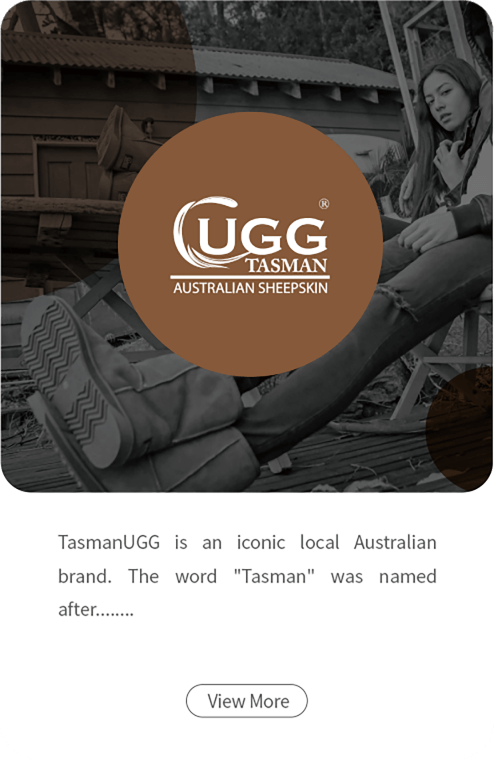 ®
UGG
TASMAN
AUSTRALIAN SHEEPSKIN
TasmanUGG is an iconic local Australian
brand. The word "Tasman" was named
after........
View More